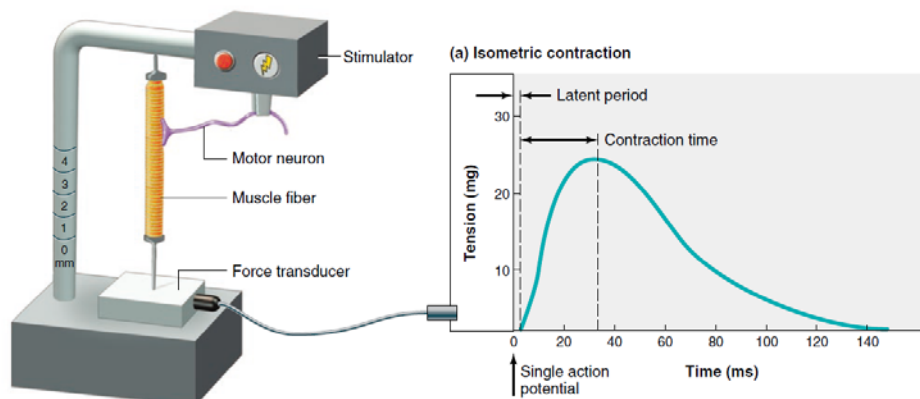 Stimulator
(a) Isometric contraction
Latent period
Contraction time
Motor neuron
Muscle fiber
Force transducer
4
3
2
1
0
mm
Tension (mg)
30
20
10
0 20 40 60 80 100 120 140
Single action
potential
Time (ms)